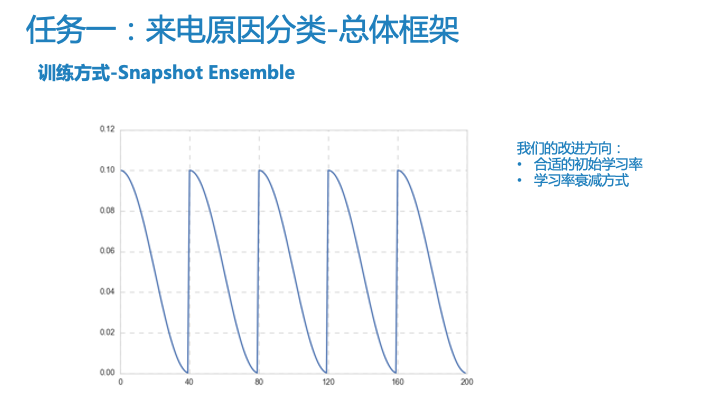 任务一：来电原因分类-总体框架
训练方式-Snapshot Ensemble
我们的改进方向：
• 合适的初始学习率
• 学习率衰减方式
0.12
0.10
0.08
0.06
0.04
0.02
0.00
0 40 80 120 160 200